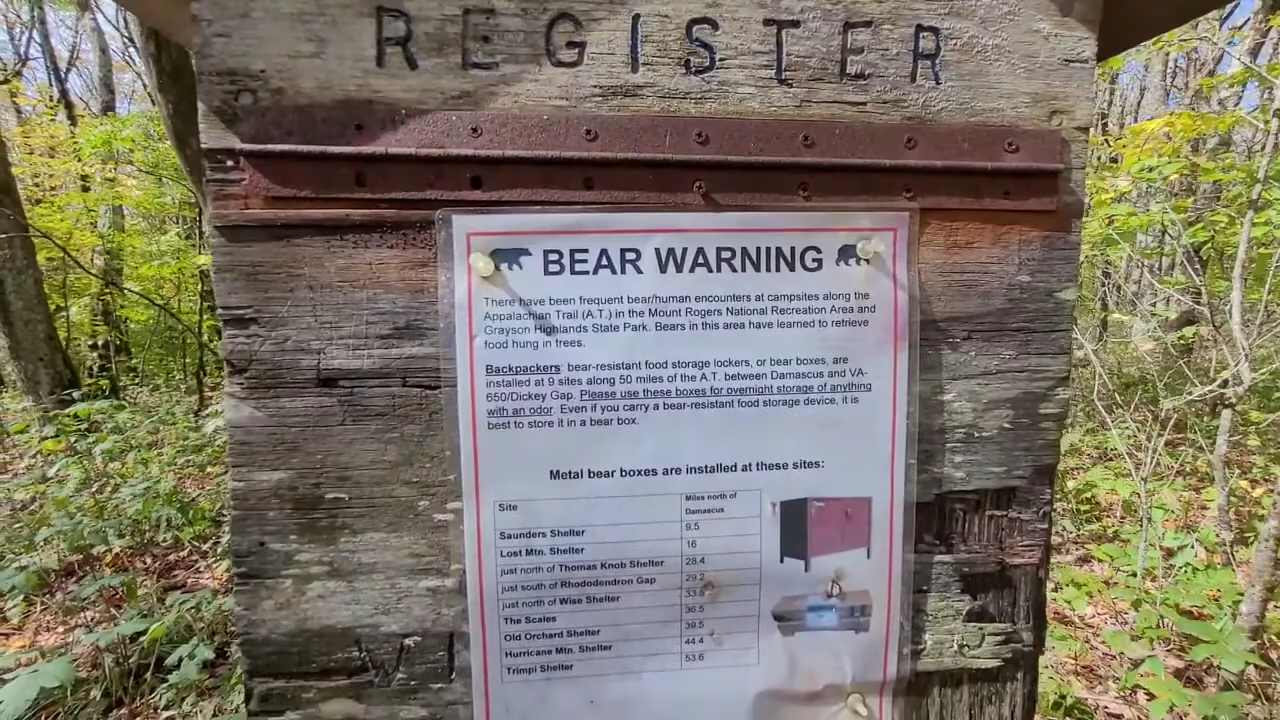 REGISTER
BEAR WARNING
There have been frequent bear/human encounters at campsites along the
Appalachian Trail (A.T.) in the Mount Rogers National Recreation Area and
Grayson Highlands State Park. Bears in this area have learned to retrieve
food hung in trees.
Backpackers: bear-resistant food storage lockers, or bear boxes, are
installed at 9 sites along 50 miles of the A.T. between Damascus and VA-
650/Dickey Gap. Please use these boxes for overnight storage of anything
with an odor. Even if you carry a bear-resistant food storage device, it is
best to store it in a bear box.
Metal bear boxes are installed at these sites:
Site Miles north of
Damascus
Saunders Shelter 9.5
Lost Mtn. Shelter 16
just north of Thomas Knob Shelter 28.4
just south of Rhododendron Gap 29.2
just north of Wise Shelter 33.5
The Scales 36.5
Old Orchard Shelter 39.5
Hurricane Mtn. Shelter 44.4
Trimpi Shelter 53.6